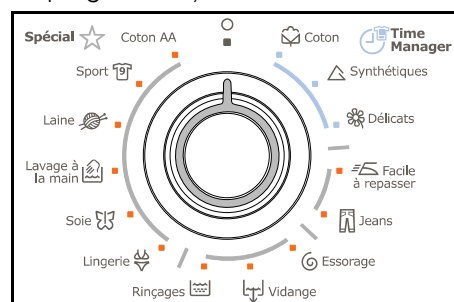 Spécial
Coton AA
Coton
Time
Manager
Sport
9
Synthétiques
Laine
Délicats
Lavage à
la main
Facile
à repasser
Soie
Jeans
Lingerie
Essorage
Rinçages
Vidange